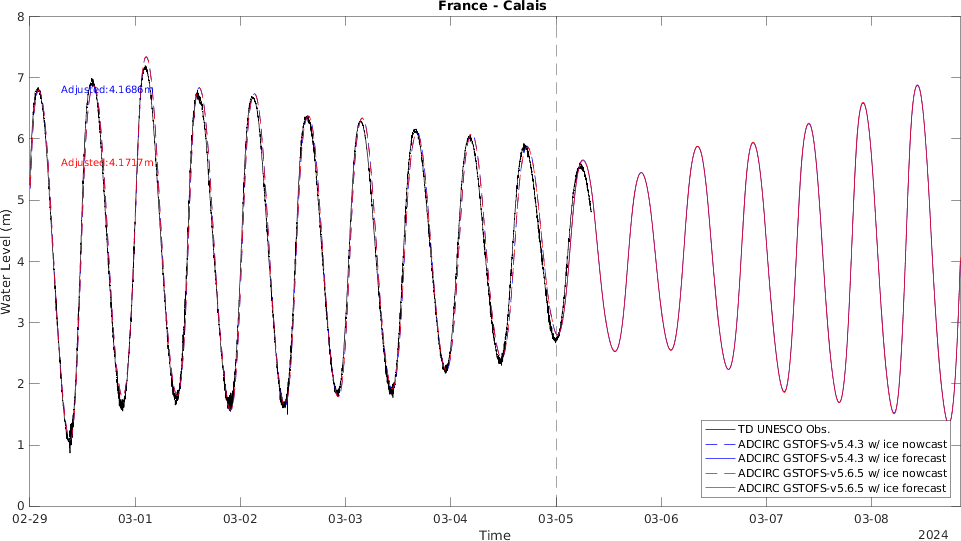 France - Calais
8
7
Adjusted:4.1686m
6
Adjusted:4.1717m
5
Water Level (m)
4
3
2
1
0
TD UNESCO Obs.
ADCIRC GSTOFS-v5.4.3 w/ ice nowcast
ADCIRC GSTOFS-v5.4.3 w/ ice forecast
ADCIRC GSTOFS-v5.6.5 w/ ice nowcast
ADCIRC GSTOFS-v5.6.5 w/ ice forecast
02-29 03-01 03-02 03-03 03-04 03-05 03-06 03-07 03-08
Time
2024